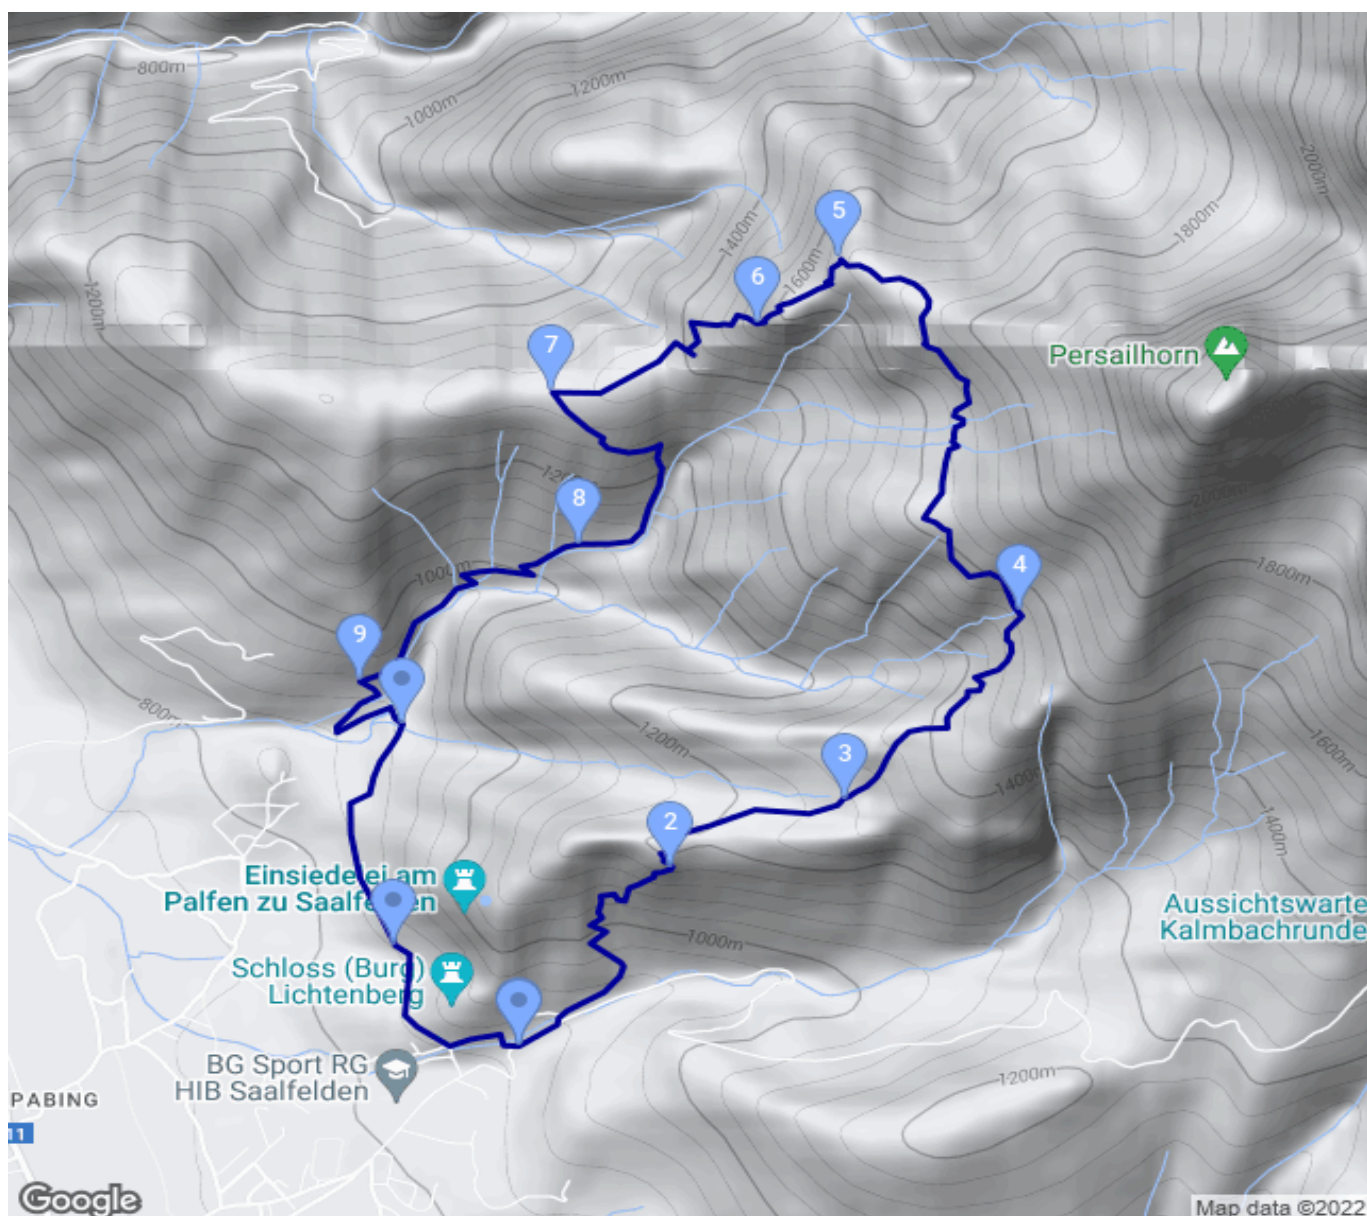 800m
1000m
1200m
2000m
5
1400m
1800m
6
1600m
1200m
7
Persailhorn
8
2000m
1000m
4
1800m
9
800m
1200m
3
1600m
1400m
1400m
2
Einsiedelei am
Palfen zu Saalfelden
Aussichtswarte
Kalmbachrunde
1000m
Schloss (Burg)
Lichtenberg
BG Sport RG
HIB Saalfelden
1200m
PABING
11
Google
Map data ©2022